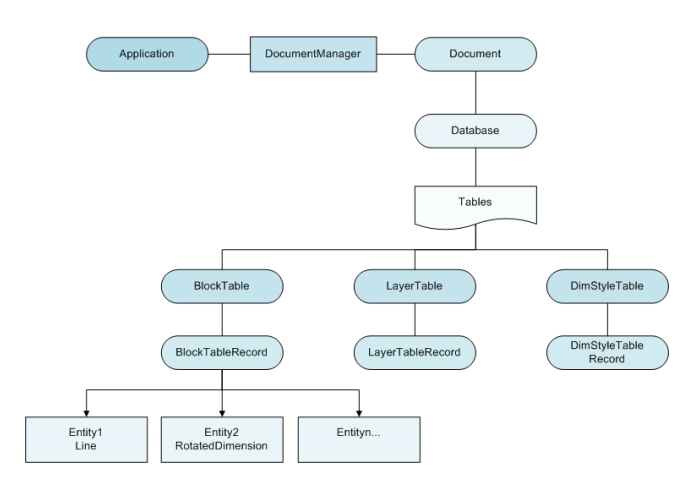 Application
DocumentManager
Document
Database
Tables
BlockTable
LayerTable
DimStyleTable
BlockTableRecord
LayerTableRecord
DimStyleTable
Record
Entity1
Line
Entity2
RotatedDimension
Entityn...